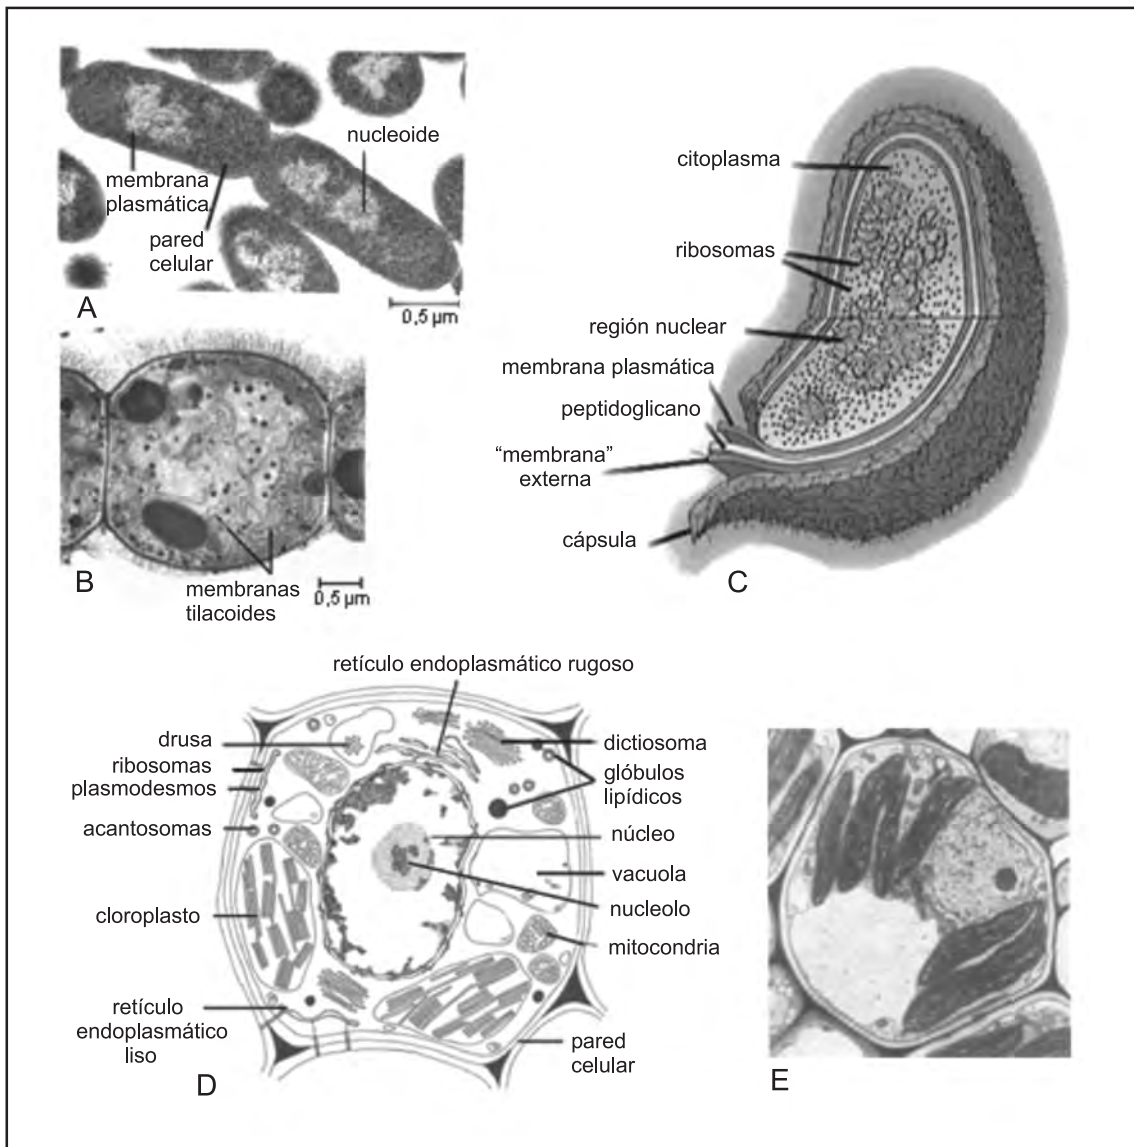 nucleoide
membrana
plasmática
pared
celular
A
0,5 µm
B
membranas
tilacoides
0,5 µm
citoplasma
ribosomas
región nuclear
membrana plasmática
peptidoglicano
“membrana”
externa
cápsula
C
retículo endoplasmático rugoso
drusa
ribosomas
plasmodesmos
acantosomas
cloroplasto
retículo
endoplasmático
liso
D
dictiosoma
glóbulos
lipídicos
núcleo
vacuola
nucleolo
mitocondria
pared
celular
E